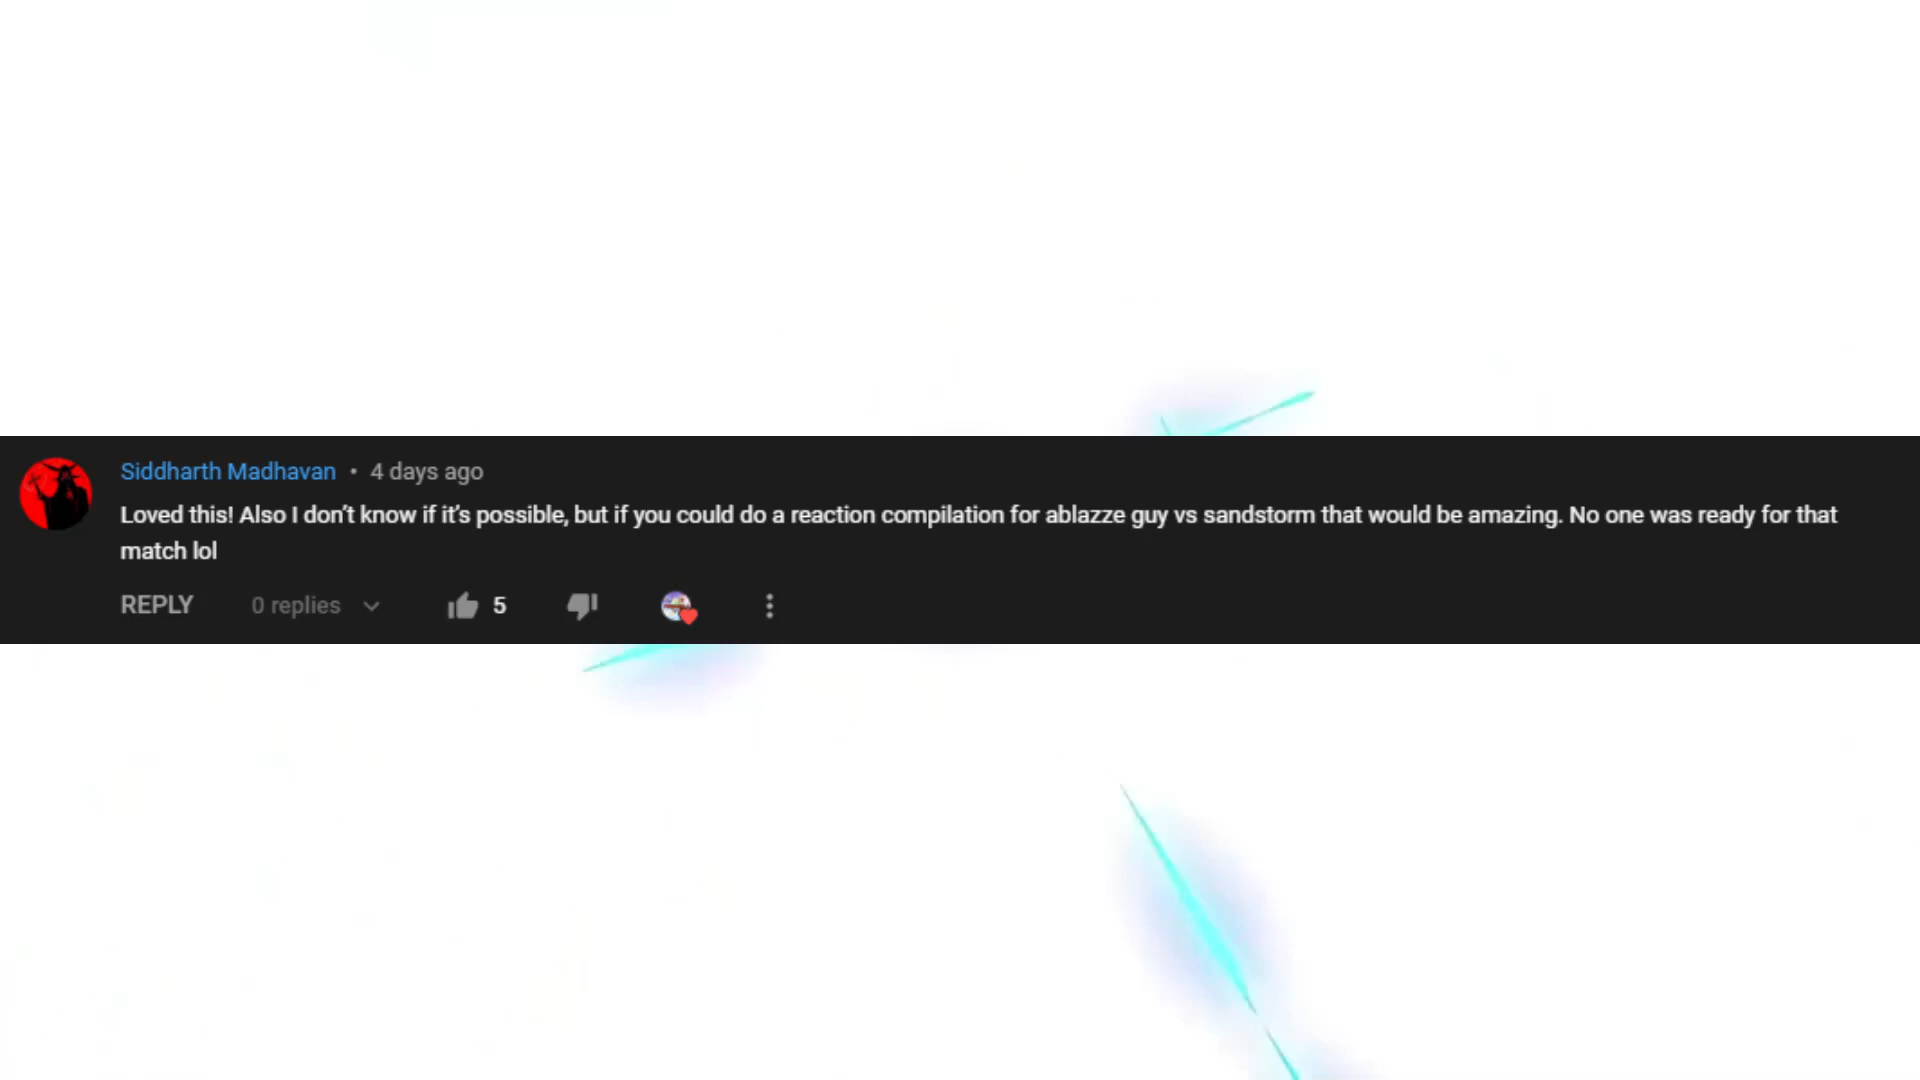 Siddharth Madhavan • 4 days ago
Loved this! Also I don't know if it's possible, but if you could do a reaction compilation for ablazze guy vs sandstorm that would be amazing. No one was ready for that
match lol
REPLY 0 replies 5